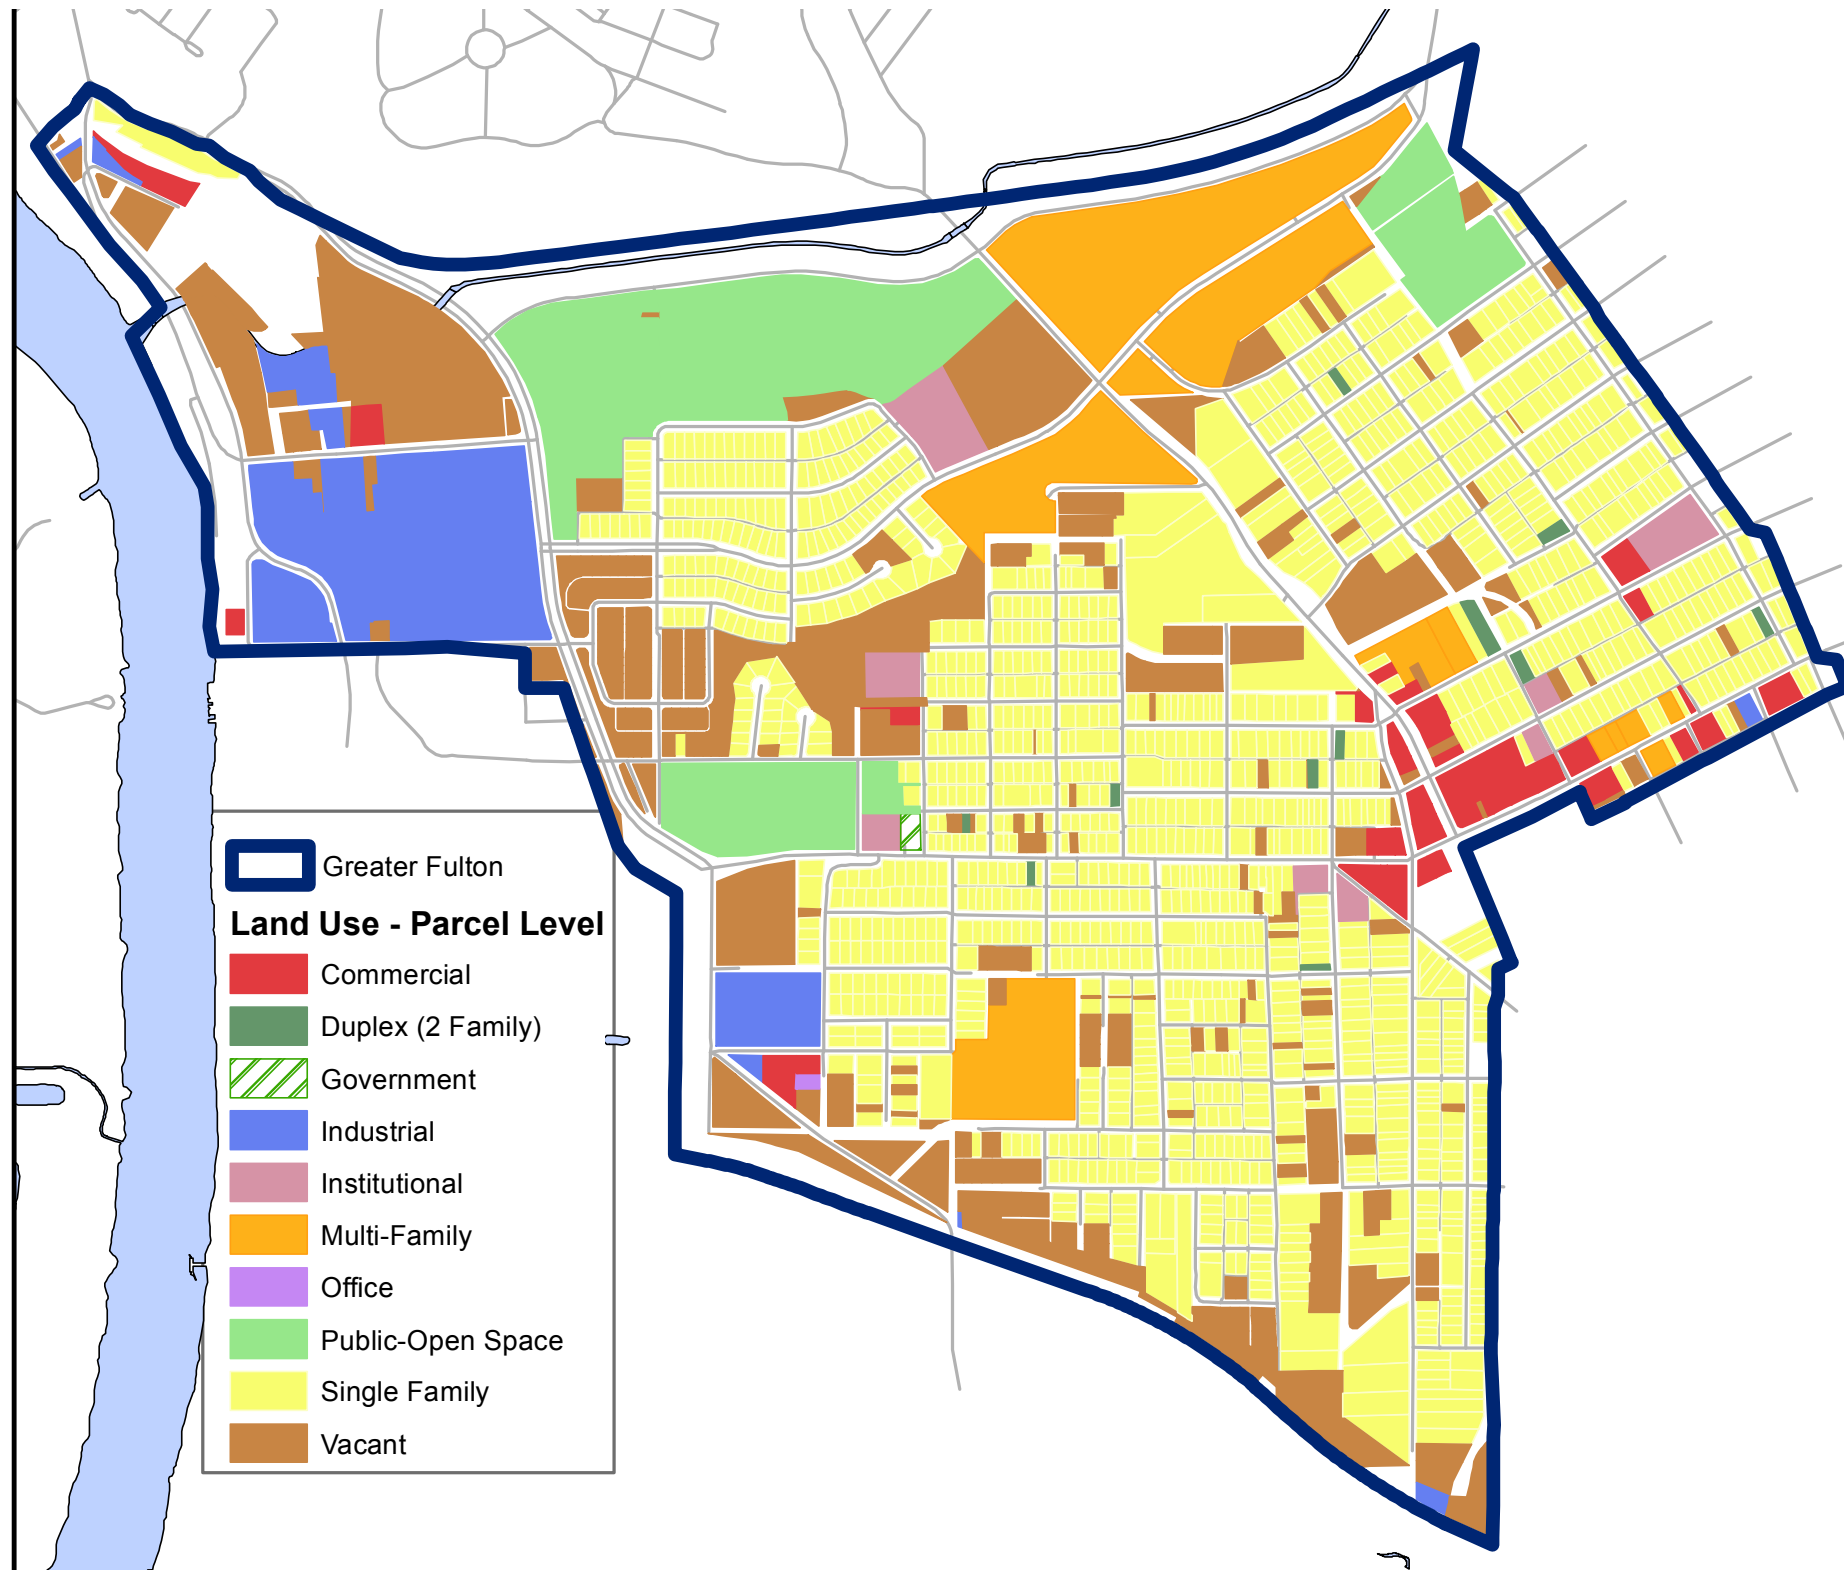 Greater Fulton
Land Use - Parcel Level
Commercial
Duplex (2 Family)
Government
Industrial
Institutional
Multi-Family
Office
Public-Open Space
Single Family
Vacant